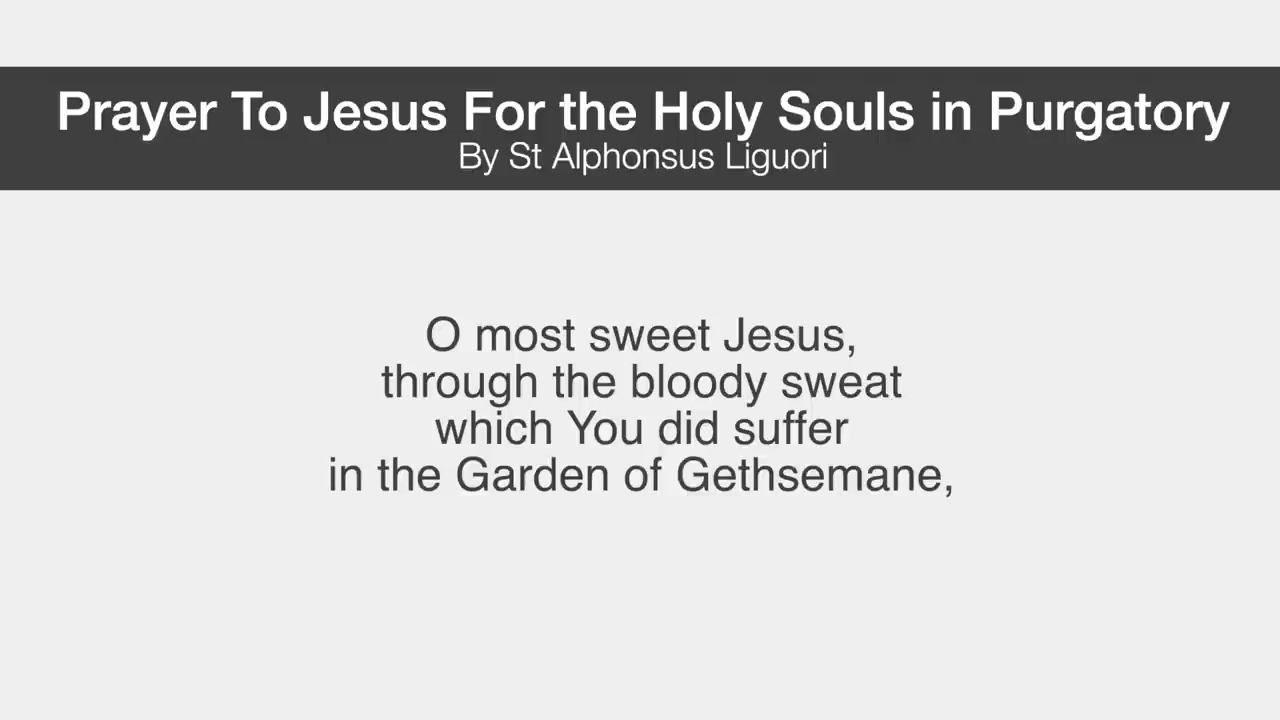 Prayer To Jesus For the Holy Souls in Purgatory
By St Alphonsus Liguori
O most sweet Jesus,
through the bloody sweat
which You did suffer
in the Garden of Gethsemane,